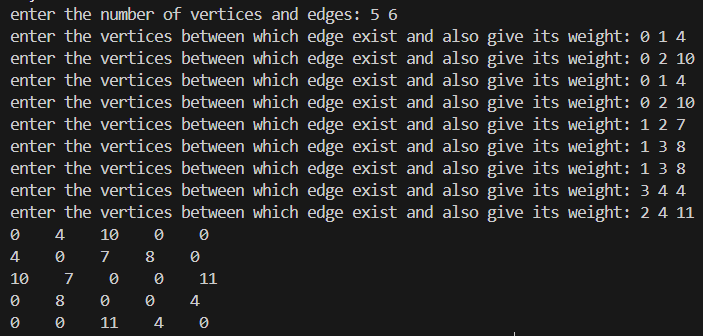 enter the number of vertices and edges: 5 6
enter the vertices between which edge exist and also give its weight: 0 1 4
enter the vertices between which edge exist and also give its weight: 0 2 10
enter the vertices between which edge exist and also give its weight: 0 1 4
enter the vertices between which edge exist and also give its weight: 0 2 10
enter the vertices between which edge exist and also give its weight: 1 2 7
enter the vertices between which edge exist and also give its weight: 1 3 8
enter the vertices between which edge exist and also give its weight: 1 3 8
enter the vertices between which edge exist and also give its weight: 3 4 4
enter the vertices between which edge exist and also give its weight: 2 4 11
0    4    10    0    0
4    0    7    8    0
10    7    0    0    11
0    8    0    0    4
0    0    11    4    0